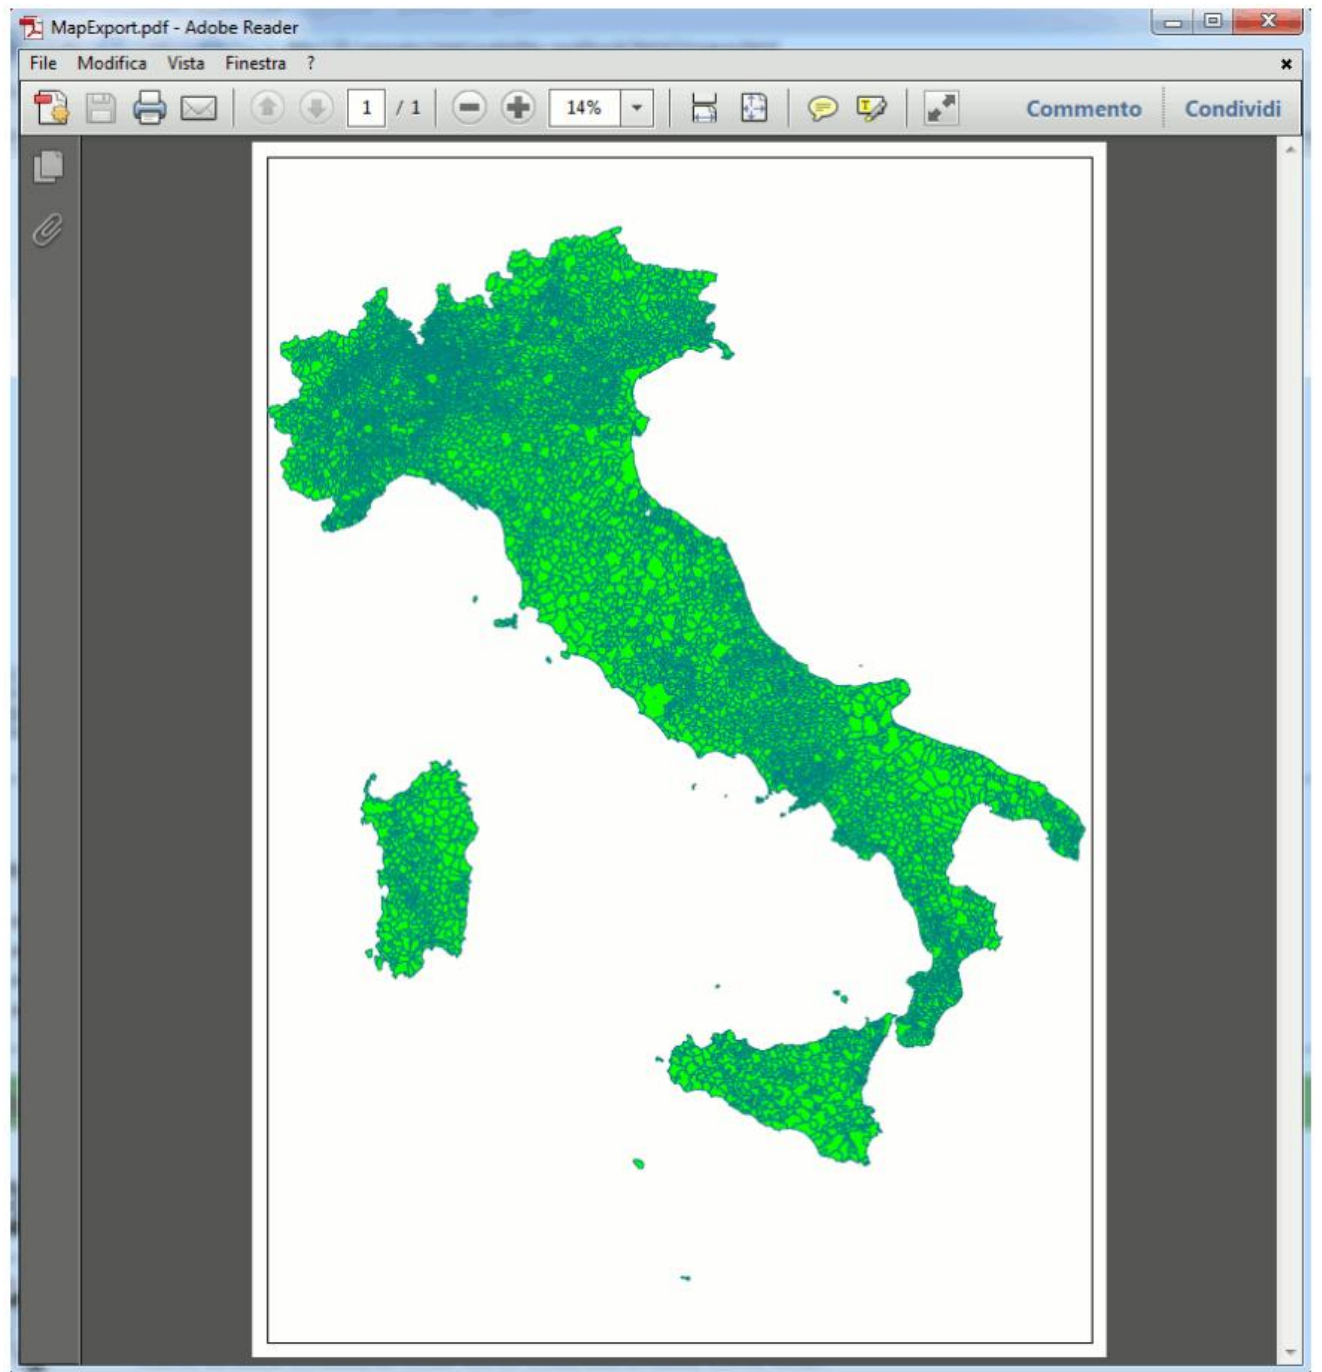 MapExport.pdf - Adobe Reader
File Modifica Vista Finestra ?
1 / 1 14% T Commento Condividi